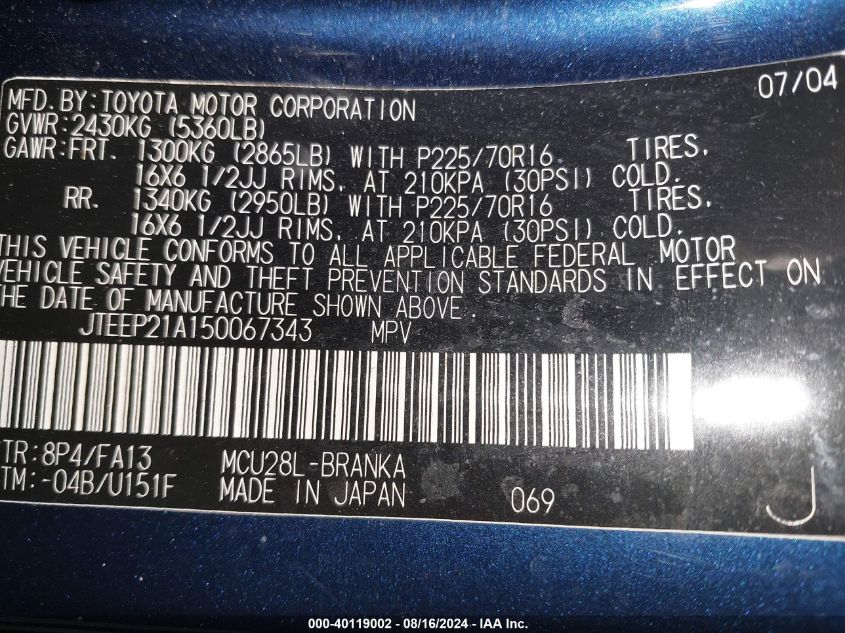 07/04
MFD. BY: TOYOTA MOTOR CORPORATION
GVWR: 2430KG (5360LB)
GAWR: FRT. 1300KG (2865LB) WITH P225/70R16 TIRES,
16X6 1/2JJ RIMS, AT 210KPA (30PSI) COLD.
RR. 1340KG (2950LB) WITH P225/70R16 TIRES,
16X6 1/2JJ RIMS, AT 210KPA (30PSI) COLD.
THIS VEHICLE CONFORMS TO ALL APPLICABLE FEDERAL MOTOR
VEHICLE SAFETY AND THEFT PREVENTION STANDARDS IN EFFECT ON
THE DATE OF MANUFACTURE SHOWN ABOVE.
JTEEP21A150067343 MPV
TR: 8P4/FA13 MCU28L-BRANKA
TM: -04B/U151F MADE IN JAPAN 069 J
000-40119002 - 08/16/2024 - IAA Inc.